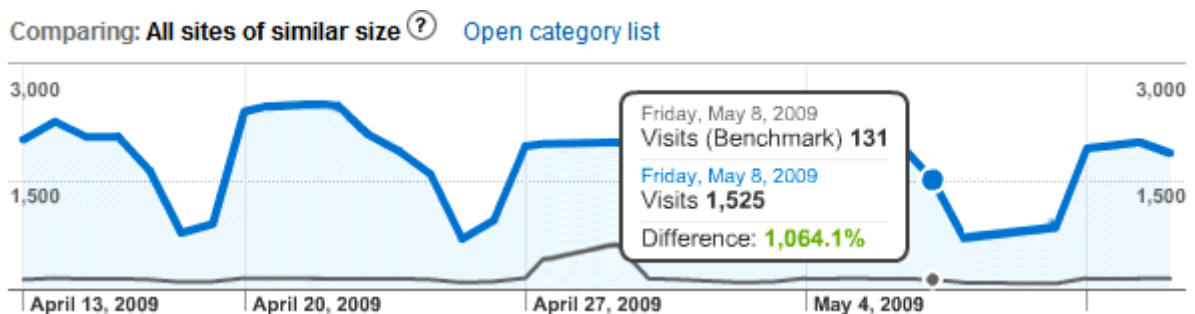 Comparing: All sites of similar size ? Open category list
3,000 3,000
Friday, May 8, 2009
Visits (Benchmark) 131
Friday, May 8, 2009
1,500 1,500
Visits 1,525
Difference: 1,064.1%
April 13, 2009 April 20, 2009 April 27, 2009 May 4, 2009